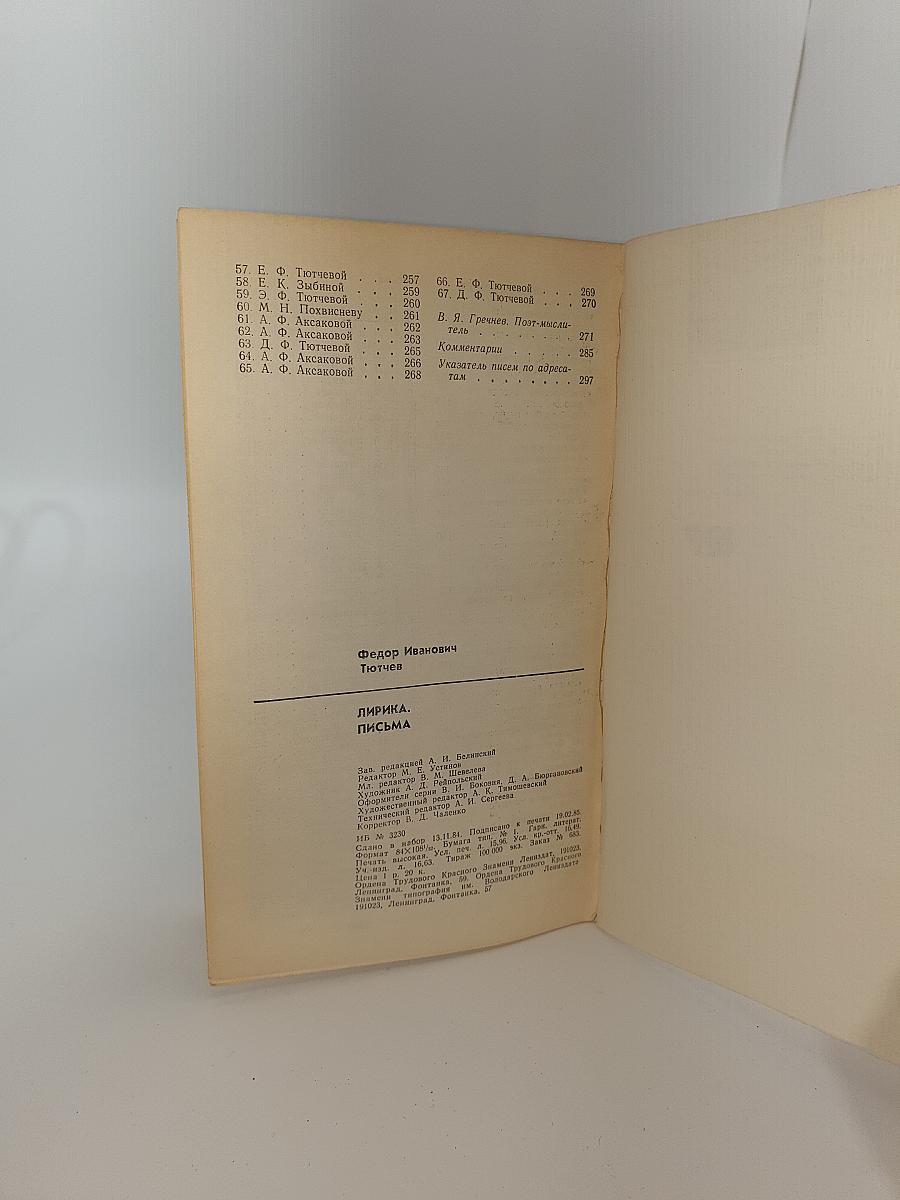 57. Е. Ф. Тютчевой . . . 257
58. Е. К. Зыбиной . . . 259
59. Э. Ф. Тютчевой . . . 260
60. М. Н. Похвисневу . . 261
61. А. Ф. Аксаковой . . . 262
62. А. Ф. Аксаковой . . . 263
63. Д. Ф. Тютчевой . . . 265
64. А. Ф. Аксаковой . . . 266
65. А. Ф. Аксаковой . . . 268
66. Е. Ф. Тютчевой . . . 269
67. Д. Ф. Тютчевой . . . 270
В. Я. Гречнев. Поэт-мысли-
тель . . . . . . . 271
Комментарии . . . . . 285
Указатель писем по адреса-
там . . . . . . . . 297
Федор Иванович
Тютчев
ЛИРИКА.
ПИСЬМА
Зав. редакцией А. И. Белинский
Редактор М. Е. Устинов
Мл. редактор В. М. Шевелева
Художник А. Д. Рейпольский
Оформители серии В. И. Боковня, Д. А. Бюргановский
Художественный редактор А. К. Тимошевский
Технический редактор А. И. Сергеева
Корректор В. Д. Чаленко
ИБ № 3230
Сдано в набор 13.11.84. Подписано к печати 19.02.85.
Формат 84×108¹/₃₂. Бумага тип. № 1. Гарн. литерат.
Печать высокая. Усл. печ. л. 15,96. Усл. кр.-отт. 16,49.
Уч.-изд. л. 16,63. Тираж 100 000 экз. Заказ № 683.
Цена 1 р. 20 к.
Ордена Трудового Красного Знамени Лениздат, 191023,
Ленинград, Фонтанка, 59. Ордена Трудового Красного
Знамени типография им. Володарского Лениздата
191023, Ленинград, Фонтанка, 57